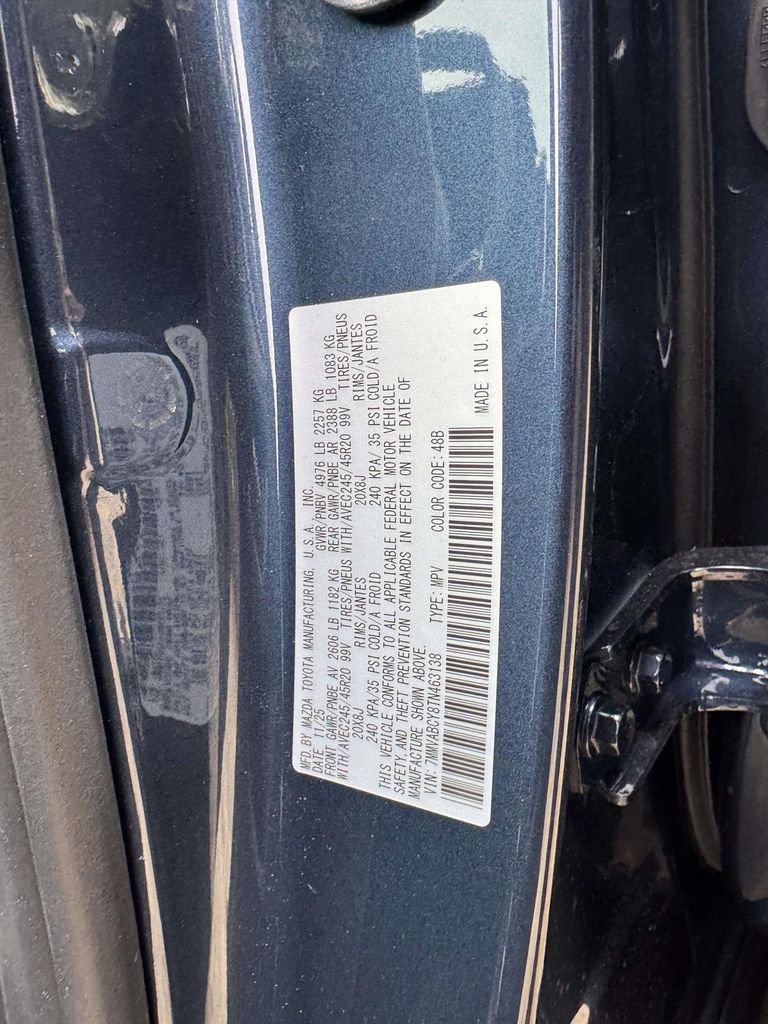 MFD. BY MAZDA TOYOTA MANUFACTURING, U.S.A. INC.
DATE 11/25 GVWR/PNBV 4976 LB 2257 KG
FRONT GAWR/PNBE AV 2606 LB 1182 KG REAR GAWR/PNBE AR 2388 LB 1083 KG
WITH/AVEC245/45R20 99V TIRES/PNEUS WITH/AVEC245/45R20 99V TIRES/PNEUS
20X8J RIMS/JANTES 20X8J RIMS/JANTES
240 KPA/35 PSI COLD/A FROID 240 KPA/ 35 PSI COLD/A FROID
THIS VEHICLE CONFORMS TO ALL APPLICABLE FEDERAL MOTOR VEHICLE
SAFETY, AND THEFT PREVENTION STANDARDS IN EFFECT ON THE DATE OF
MANUFACTURE SHOWN ABOVE.
VIN: 7MMVABCY8TN463138 TYPE: MPV COLOR CODE: 48B
MADE IN U.S.A.